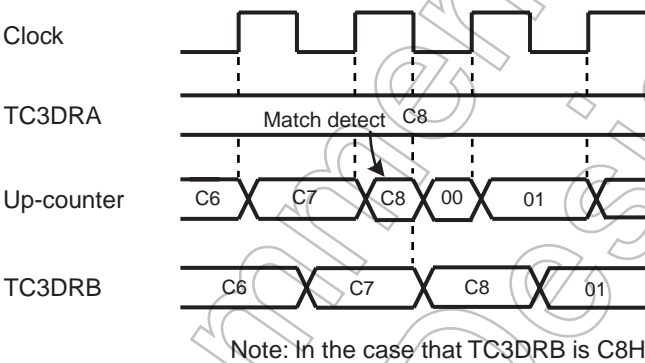 Clock
TC3DRA
Match detect C8
Up-counter C6 C7 C8 00 01
TC3DRB C6 C7 C8 01
Note: In the case that TC3DRB is C8H